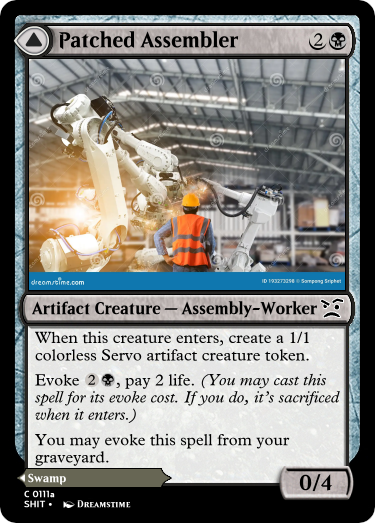 Patched Assembler 2
dreamstime.com ID 193273298 © Sompong Sriphet
Artifact Creature — Assembly-Worker
When this creature enters, create a 1/1
colorless Servo artifact creature token.
Evoke 2, pay 2 life. (You may cast this
spell for its evoke cost. If you do, it's sacrificed
when it enters.)
You may evoke this spell from your
graveyard.
Swamp
0/4
C 0111a
SHIT • Dreamstime